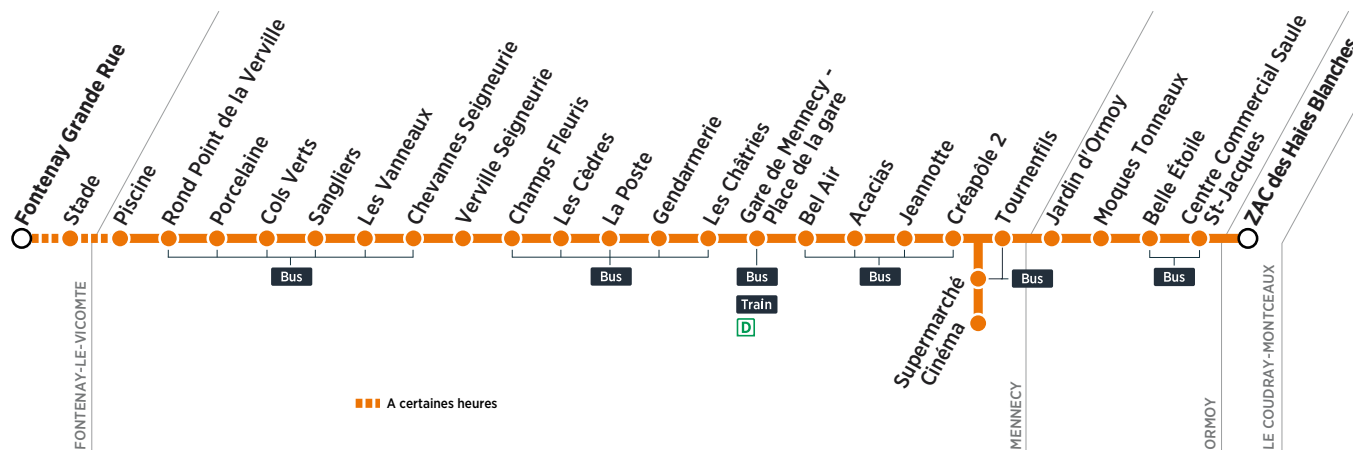 Fontenay Grande Rue
Stade
Piscine
Rond Point de la Verville
Porcelaine
Cols Verts
Sangliers
Les Vanneaux
Chevannes Seigneurie
Verville Seigneurie
Champs Fleuris
Les Cèdres
La Poste
Gendarmerie
Les Châtries
Gare de Mennecy -
Place de la gare
Bel Air
Acacias
Jeannotte
Créapôle 2
Tournenfils
Jardin d'Ormoy
Moques Tonneaux
Belle Étoile
Centre Commercial Saule
St-Jacques
ZAC des Haies Blanches
Bus
Bus
Bus
Train
D
Bus
Bus
Bus
Supermarché
Cinéma
FONTENAY-LE-VICOMTE
MENNECY
ORMOY
LE COUDRAY-MONTCEAUX
A certaines heures